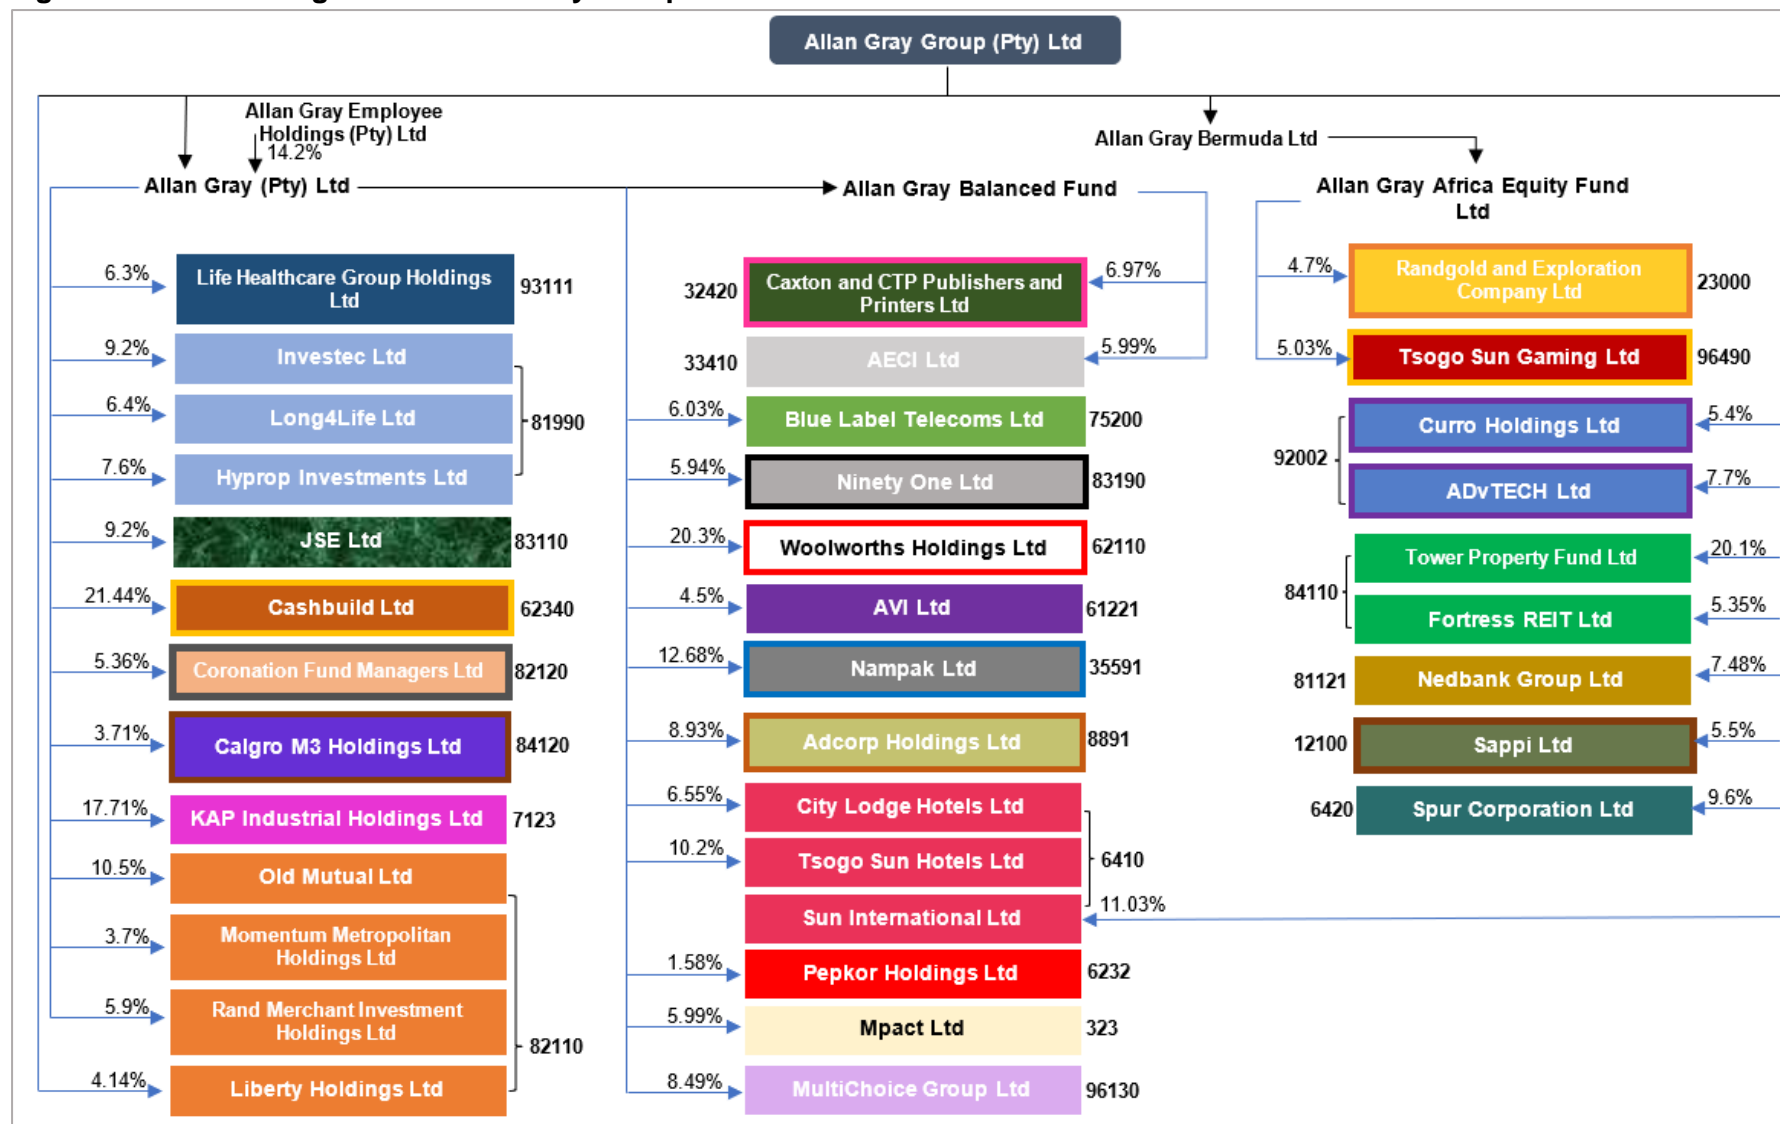 Allan Gray Group (Pty) Ltd
Allan Gray Employee
Holdings (Pty) Ltd
14.2%
Allan Gray Bermuda Ltd
Allan Gray (Pty) Ltd
Allan Gray Balanced Fund
Allan Gray Africa Equity Fund
Ltd
6.3%
Life Healthcare Group Holdings
Ltd
93111
9.2%
Investec Ltd
6.4%
Long4Life Ltd
81990
7.6%
Hyprop Investments Ltd
9.2%
JSE Ltd
83110
21.44%
Cashbuild Ltd
62340
5.36%
Coronation Fund Managers Ltd
82120
3.71%
Calgro M3 Holdings Ltd
84120
17.71%
KAP Industrial Holdings Ltd
7123
10.5%
Old Mutual Ltd
3.7%
Momentum Metropolitan
Holdings Ltd
5.9%
Rand Merchant Investment
Holdings Ltd
82110
4.14%
Liberty Holdings Ltd
32420
Caxton and CTP Publishers and
Printers Ltd
6.97%
33410
AECI Ltd
5.99%
6.03%
Blue Label Telecoms Ltd
75200
5.94%
Ninety One Ltd
83190
20.3%
Woolworths Holdings Ltd
62110
4.5%
AVI Ltd
61221
12.68%
Nampak Ltd
35591
8.93%
Adcorp Holdings Ltd
8891
6.55%
City Lodge Hotels Ltd
10.2%
Tsogo Sun Hotels Ltd
6410
Sun International Ltd
11.03%
1.58%
Pepkor Holdings Ltd
6232
5.99%
Mpact Ltd
323
8.49%
MultiChoice Group Ltd
96130
4.7%
Randgold and Exploration
Company Ltd
23000
5.03%
Tsogo Sun Gaming Ltd
96490
Curro Holdings Ltd
5.4%
92002
ADvTECH Ltd
7.7%
Tower Property Fund Ltd
20.1%
84110
Fortress REIT Ltd
5.35%
81121
Nedbank Group Ltd
7.48%
12100
Sappi Ltd
5.5%
6420
Spur Corporation Ltd
9.6%